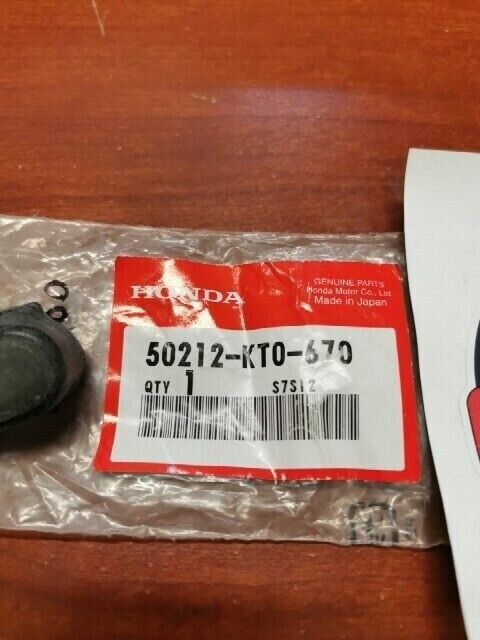 HONDA
GENUINE PARTS
Honda Motor Co., Ltd.
Made in Japan
50212-KT0-670
QTY 1 S7S12